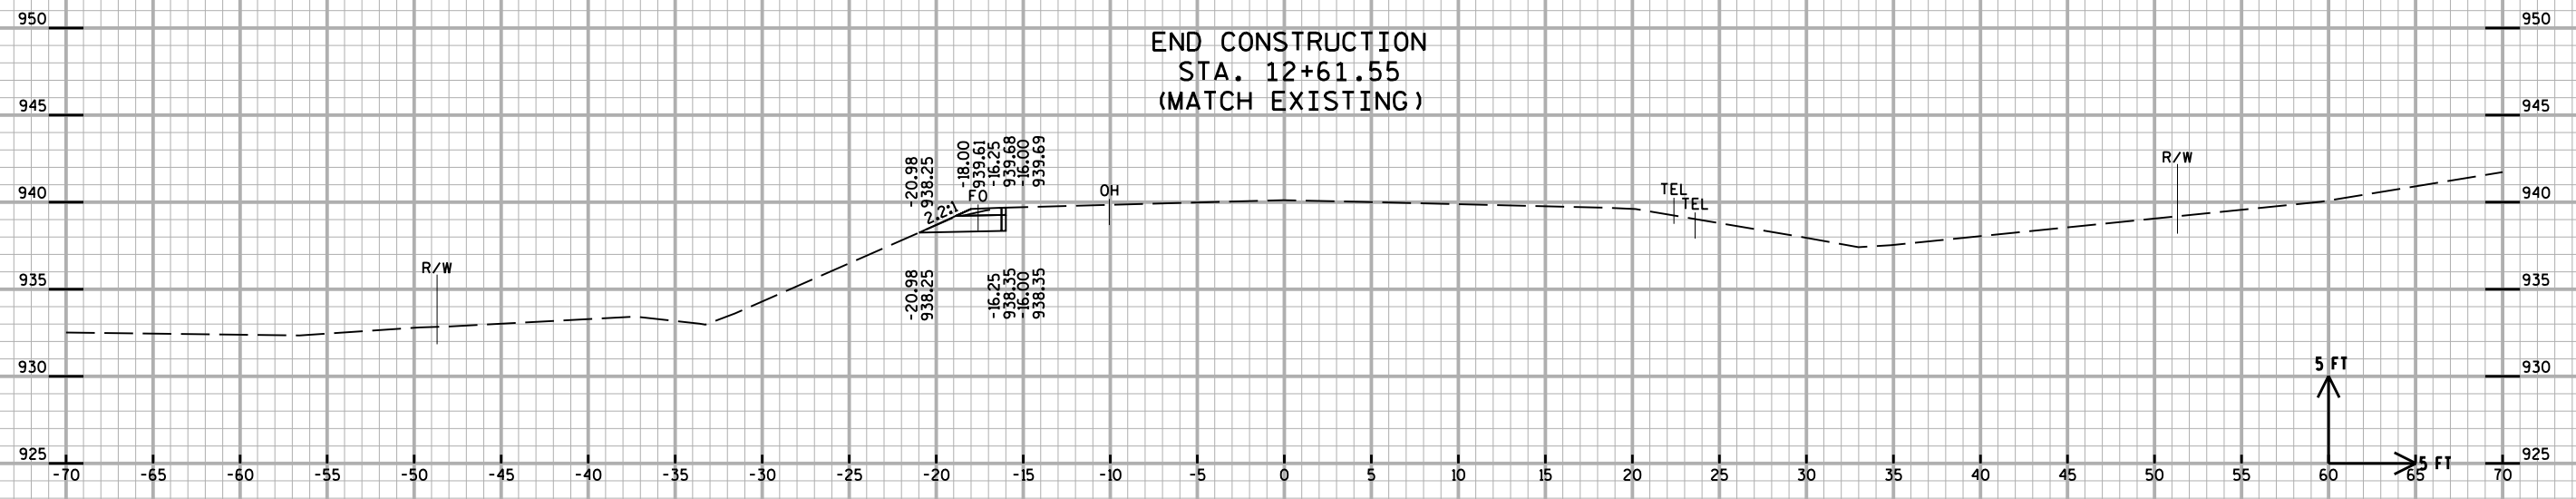 950
950
END CONSTRUCTION
STA. 12+61.55
(MATCH EXISTING)
945
945
-20.98
938.25
-18.00
939.61
-16.25
939.68
-16.00
939.69
FO
2.2:1
OH
TEL
TEL
R/W
940
940
R/W
935
935
-20.98
938.25
-16.25
938.35
-16.00
938.35
930
930
5 FT
5 FT
925
925
-70 -65 -60 -55 -50 -45 -40 -35 -30 -25 -20 -15 -10 -5 0 5 10 15 20 25 30 35 40 45 50 55 60 65 70